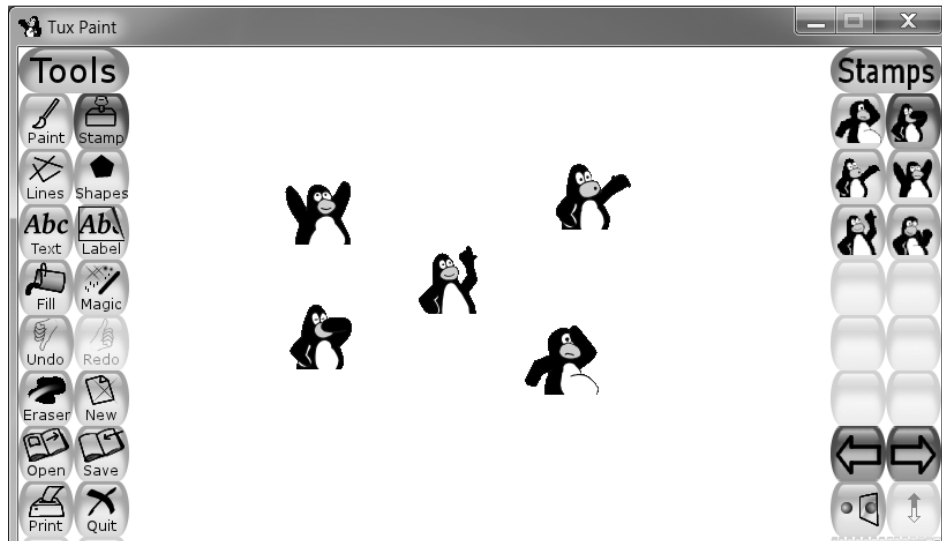 Tux Paint
Tools
Stamps
Paint Stamp
Lines Shapes
Abc Abc
Text Label
Fill Magic
Undo Redo
Eraser New
Open Save
Print Quit